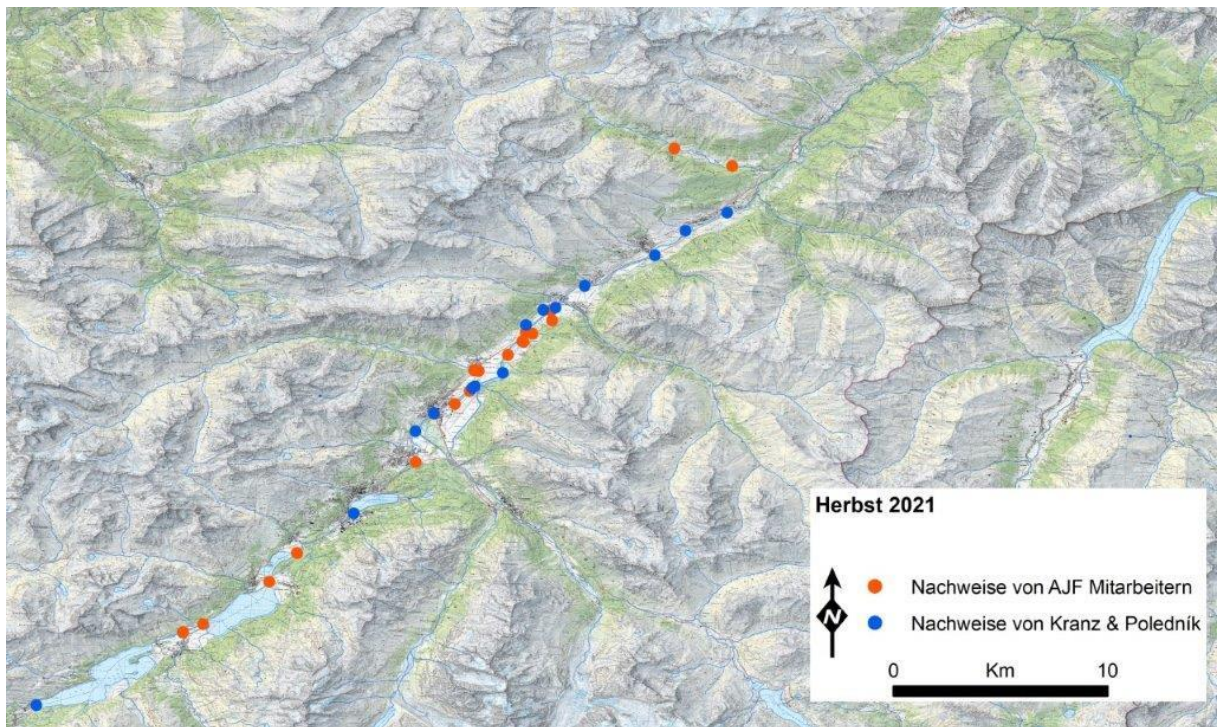 Herbst 2021
Nachweise von AJF Mitarbeitern
N
Nachweise von Kranz & Poledník
0 Km 10